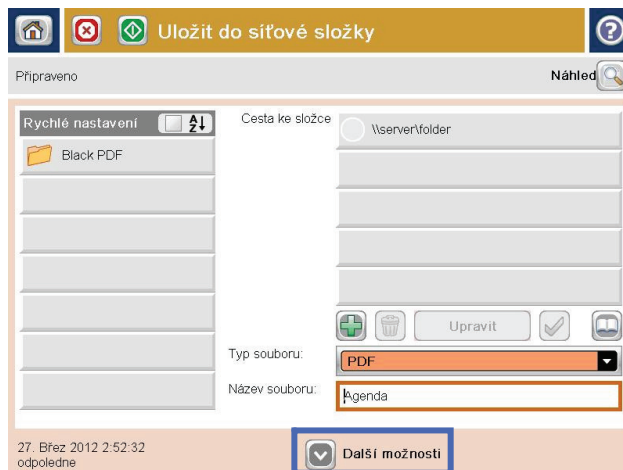 Uložit do síťové složky
Připraveno
Náhled
Rychlé nastavení
Cesta ke složce
\\server\folder
Black PDF
Upravit
Typ souboru:
PDF
Název souboru:
Agenda
27. Břez 2012 2:52:32
odpoledne
Další možnosti